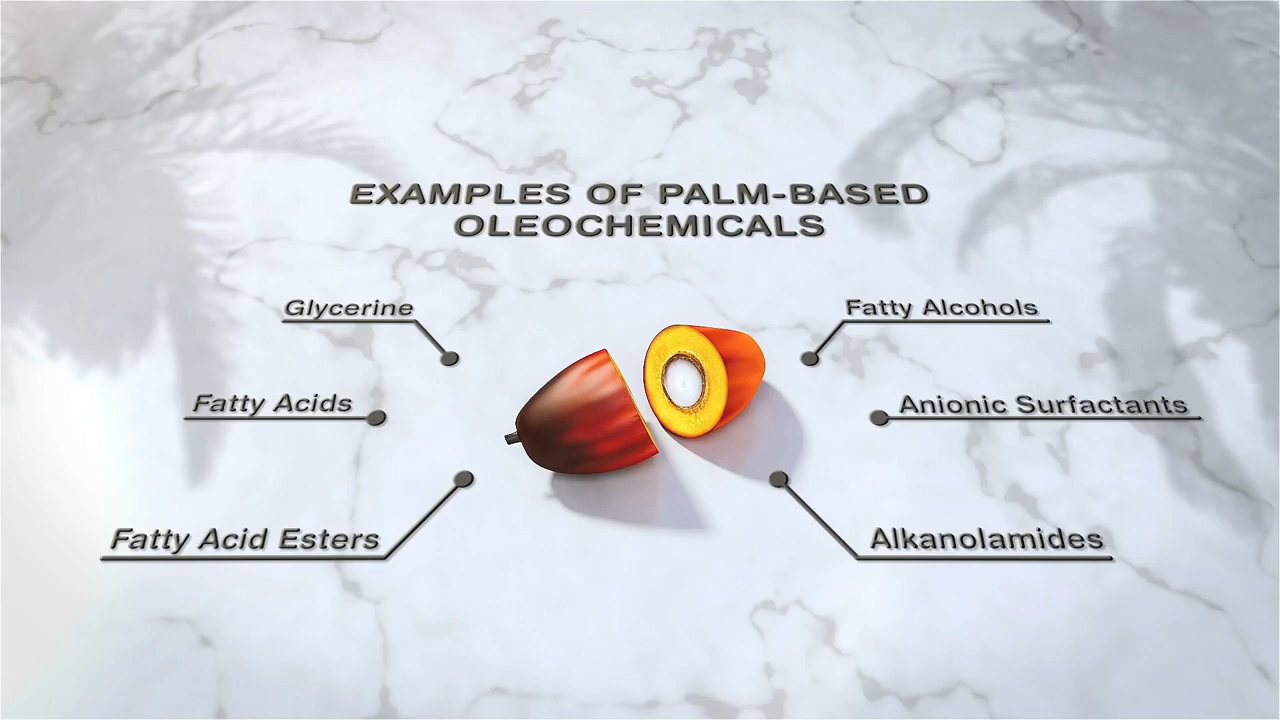 EXAMPLES OF PALM-BASED
OLEOCHEMICALS
Glycerine
Fatty Alcohols
Fatty Acids
Anionic Surfactants
Fatty Acid Esters
Alkanolamides